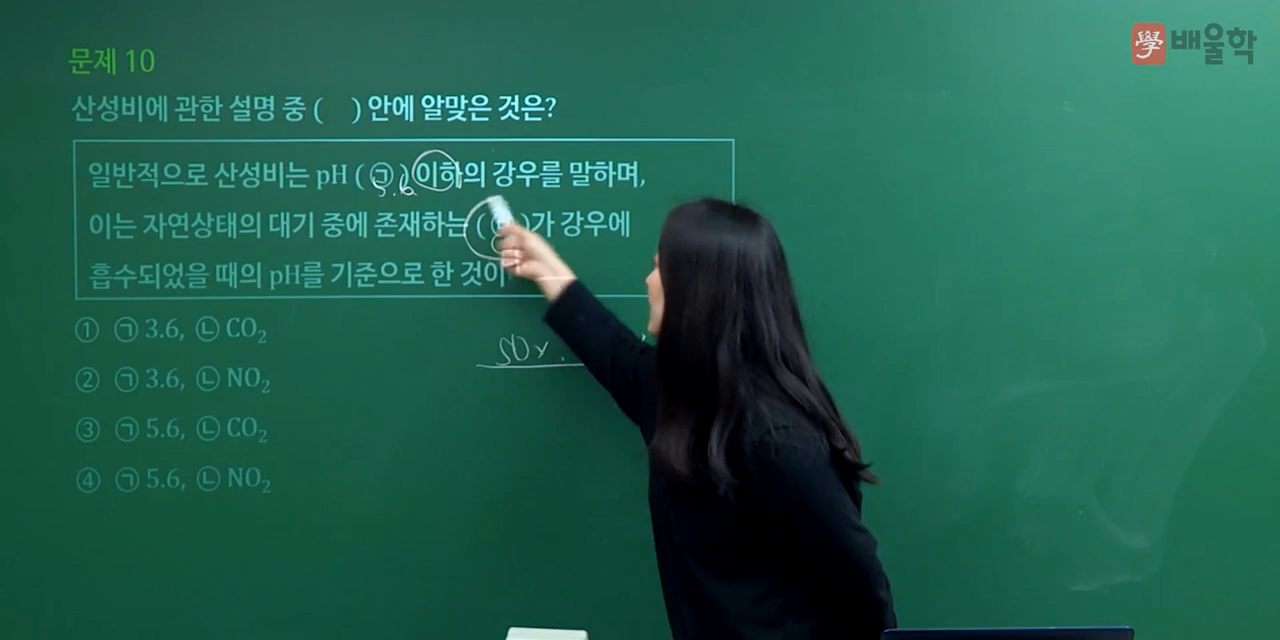 學 배울학
문제 10
산성비에 관한 설명 중 ( ) 안에 알맞은 것은?
일반적으로 산성비는 pH ( ㉠ ) 이하의 강우를 말하며,
5.6
이는 자연상태의 대기 중에 존재하는 ( )가 강우에
흡수되었을 때의 pH를 기준으로 한 것이
SOx.
① ㉠ 3.6, ㉡ CO₂
② ㉠ 3.6, ㉡ NO₂
③ ㉠ 5.6, ㉡ CO₂
④ ㉠ 5.6, ㉡ NO₂